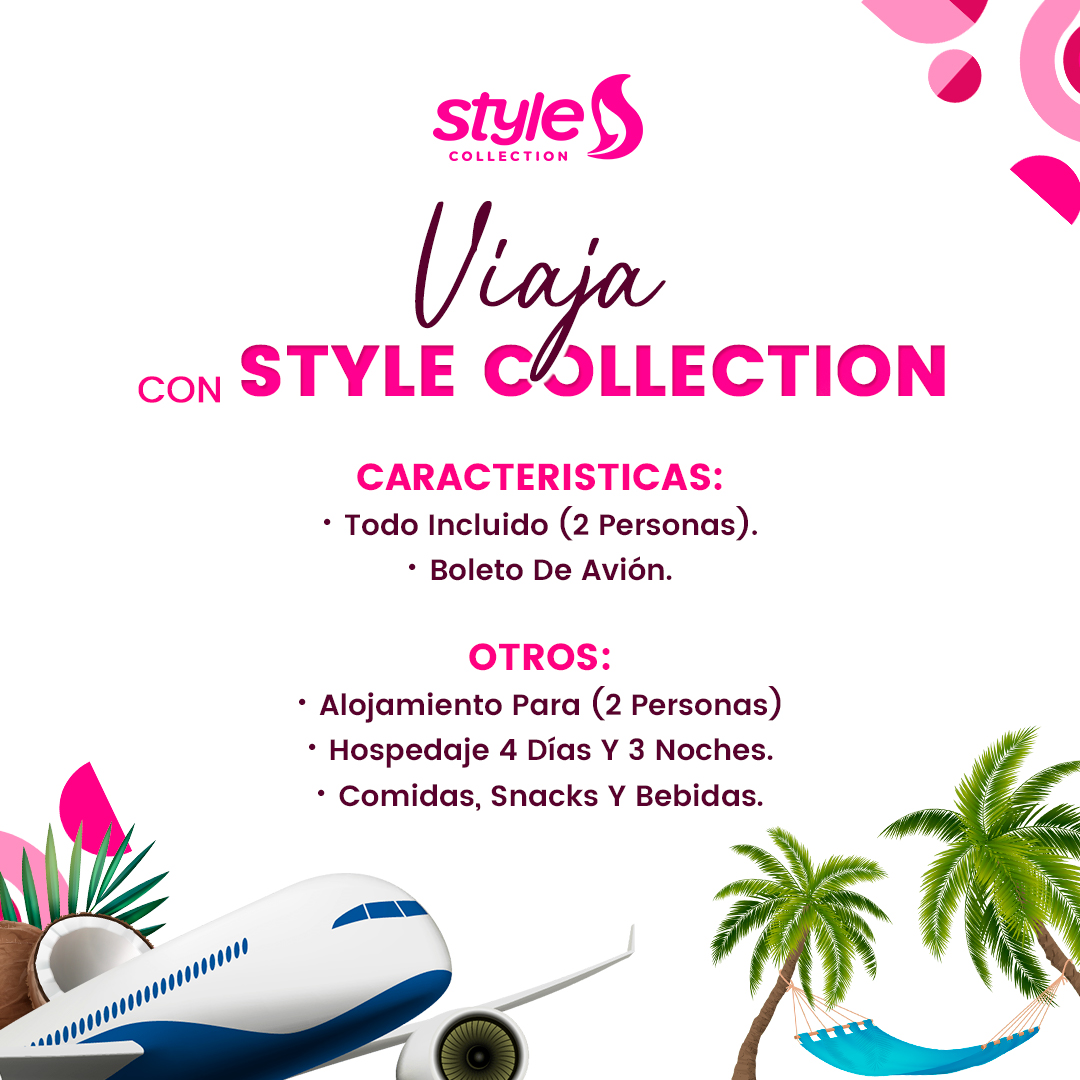 style
COLLECTION
Viaja
CON STYLE COLLECTION
CARACTERISTICAS:
· Todo Incluido (2 Personas).
· Boleto De Avión.
OTROS:
· Alojamiento Para (2 Personas)
· Hospedaje 4 Días Y 3 Noches.
· Comidas, Snacks Y Bebidas.